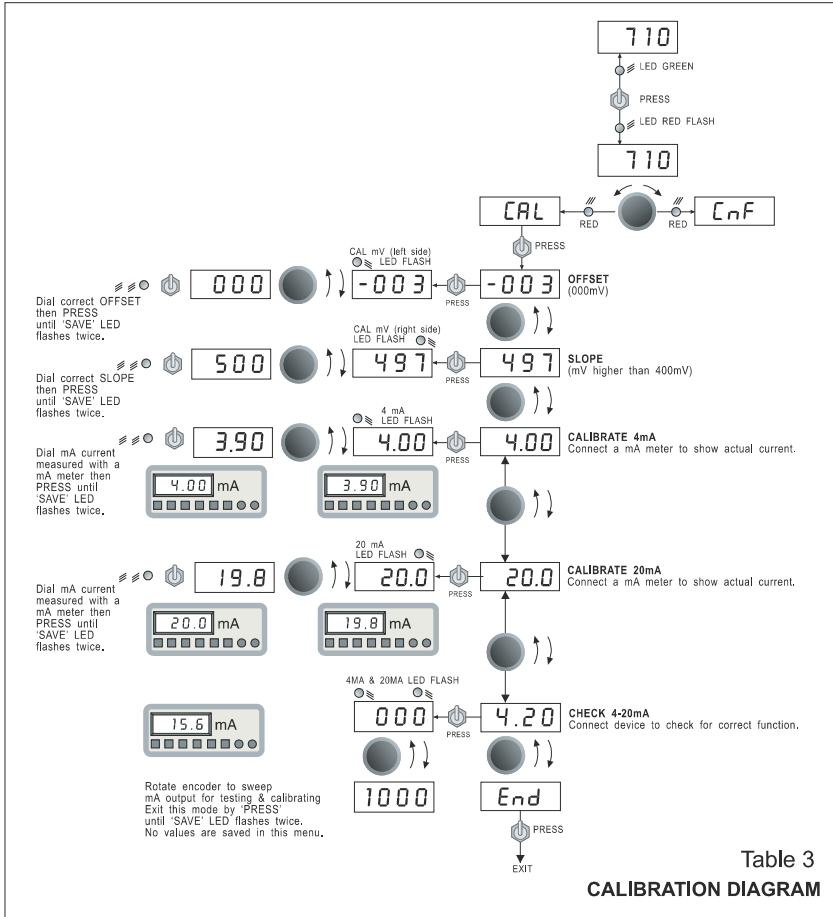 710
LED GREEN
PRESS
LED RED FLASH
710
CAL
RED
RED
CnF
PRESS
CAL mV (left side)
LED FLASH
000
-003
PRESS
-003
OFFSET
(000mV)
Dial correct OFFSET
then PRESS
until 'SAVE' LED
flashes twice.
CAL mV (right side)
LED FLASH
500
497
PRESS
497
SLOPE
(mV higher than 400mV)
Dial correct SLOPE
then PRESS
until 'SAVE' LED
flashes twice.
4 mA
LED FLASH
3.90
4.00
PRESS
4.00
CALIBRATE 4mA
Connect a mA meter to show actual current.
Dial mA current
measured with a
mA meter then
PRESS until
'SAVE' LED
flashes twice.
4.00 mA
3.90 mA
20 mA
LED FLASH
19.8
20.0
PRESS
20.0
CALIBRATE 20mA
Connect a mA meter to show actual current.
Dial mA current
measured with a
mA meter then
PRESS until
'SAVE' LED
flashes twice.
20.0 mA
19.8 mA
4MA & 20MA LED FLASH
15.6 mA
000
PRESS
4.20
CHECK 4-20mA
Connect device to check for correct function.
Rotate encoder to sweep
mA output for testing & calibrating
Exit this mode by 'PRESS'
until 'SAVE' LED flashes twice.
No values are saved in this menu.
1000
End
PRESS
EXIT
Table 3
CALIBRATION DIAGRAM